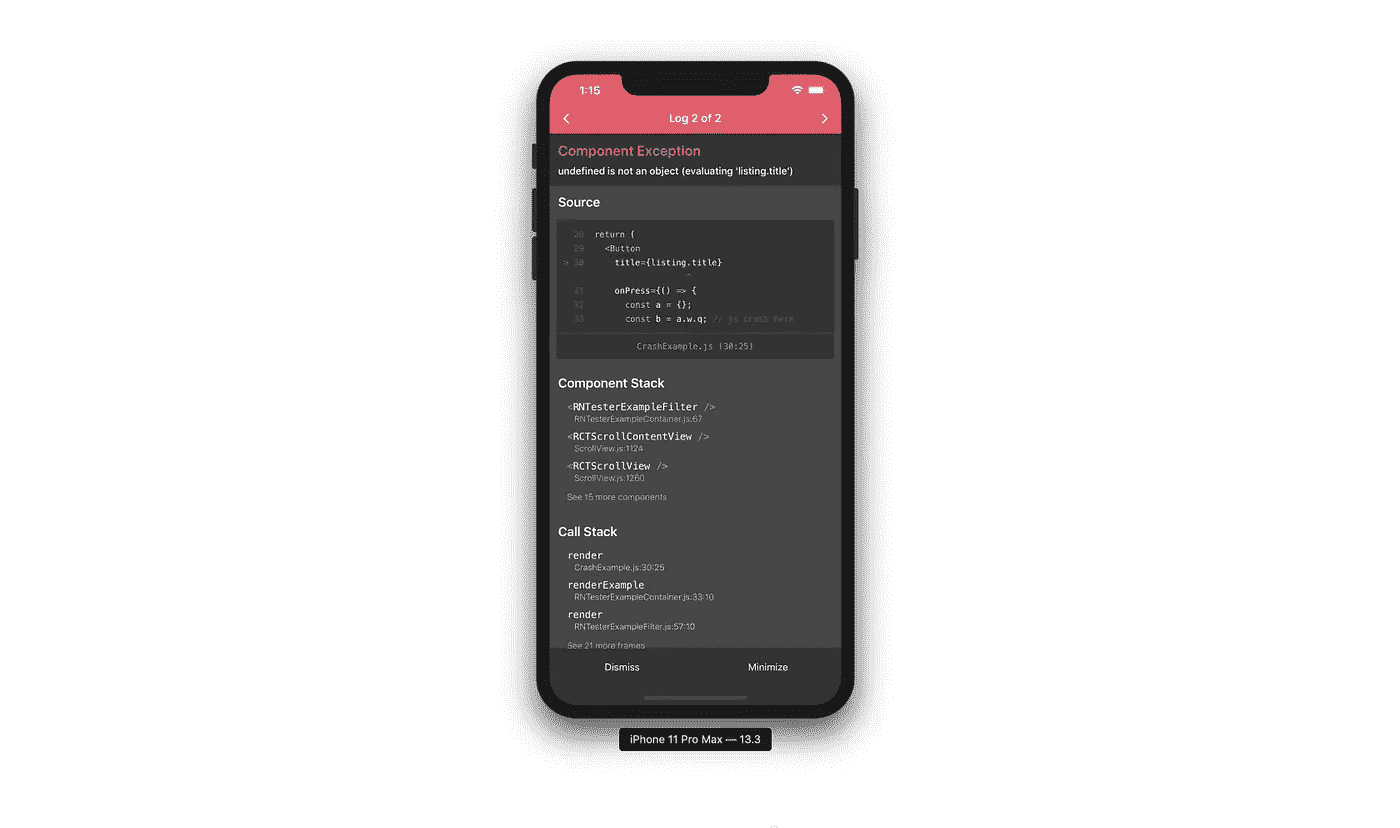 1:15
Log 2 of 2
Component Exception
undefined is not an object (evaluating 'listing.title')
Source
28 return (
29 <Button
> 30 title={listing.title}
^
31 onPress={() => {
32 const a = {};
33 const b = a.w.q; // js crash here
CrashExample.js (30:25)
Component Stack
<RNTesterExampleFilter />
RNTesterExampleContainer.js:67
<RCTScrollContentView />
ScrollView.js:1124
<RCTScrollView />
ScrollView.js:1260
See 15 more components
Call Stack
render
CrashExample.js:30:25
renderExample
RNTesterExampleContainer.js:33:10
render
RNTesterExampleFilter.js:57:10
See 21 more frames
Dismiss Minimize
iPhone 11 Pro Max — 13.3